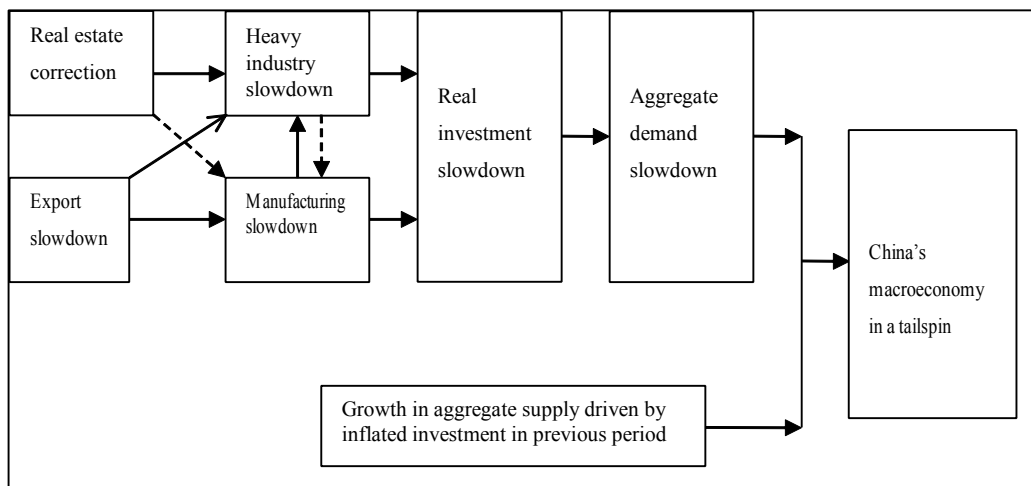 Real estate
correction
Heavy
industry
slowdown
Real
investment
slowdown
Aggregate
demand
slowdown
Export
slowdown
Manufacturing
slowdown
China’s
macroeconomy
in a tailspin
Growth in aggregate supply driven by
inflated investment in previous period